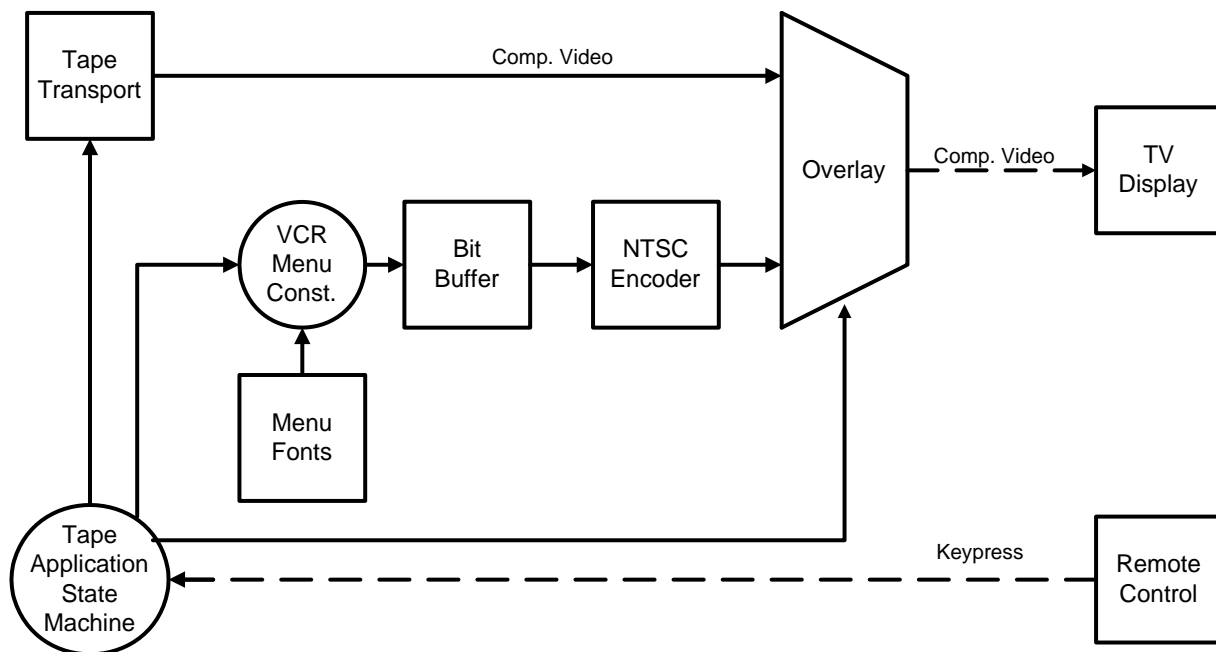 Tape
Transport
Comp. Video
Overlay
Comp. Video
TV
Display
VCR
Menu
Const.
Bit
Buffer
NTSC
Encoder
Menu
Fonts
Tape
Application
State
Machine
Keypress
Remote
Control